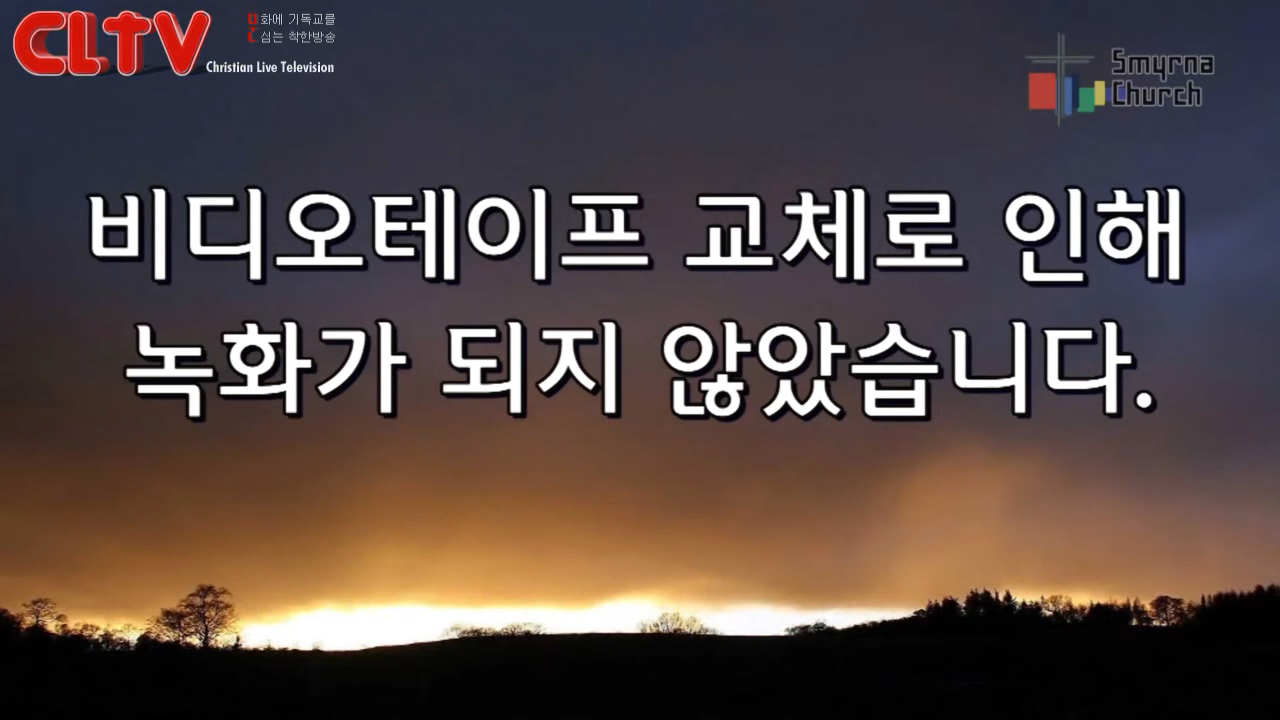 CLTV
문화에 기독교를
심는 착한방송
Christian Live Television
Smyrna
Church
비디오테이프 교체로 인해
녹화가 되지 않았습니다.